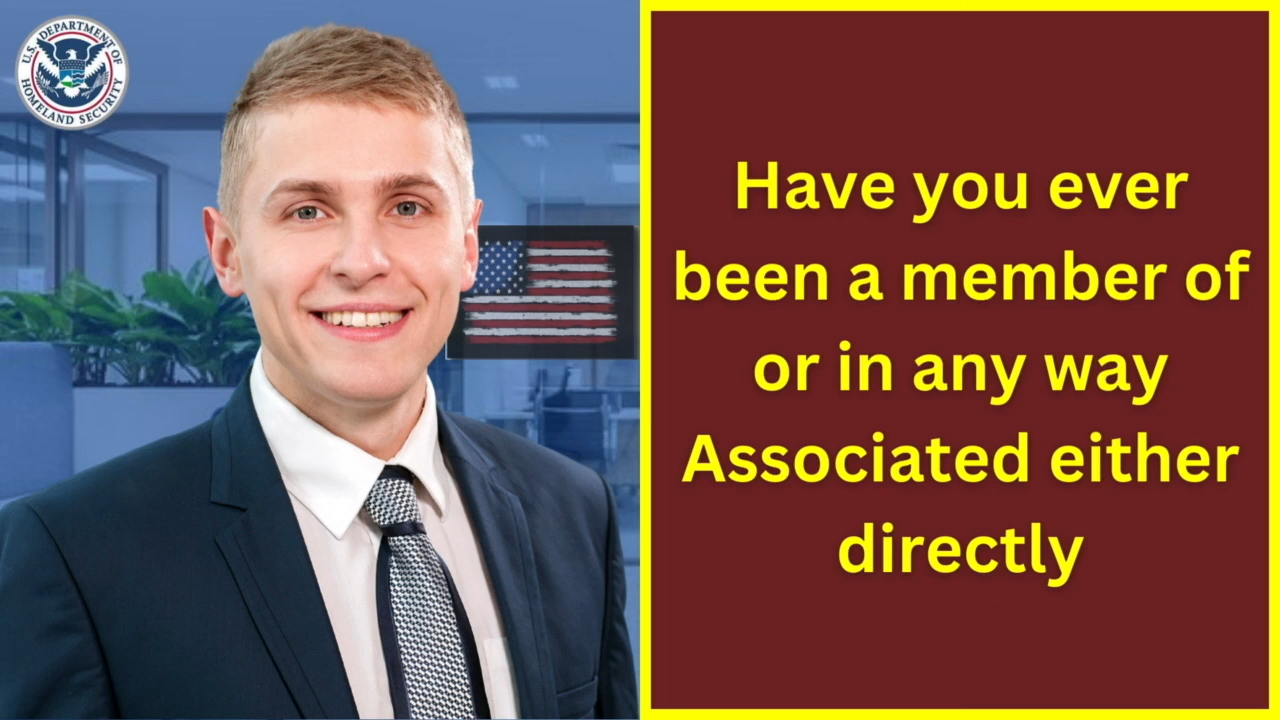 U.S. DEPARTMENT OF
HOMELAND SECURITY
Have you ever
been a member of
or in any way
Associated either
directly